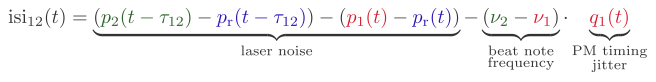 isi₁₂(t) = (p₂(t − τ₁₂) − pᵣ(t − τ₁₂)) − (p₁(t) − pᵣ(t)) − (ν₂ − ν₁) · q₁(t)
laser noise
beat note frequency
PM timing jitter